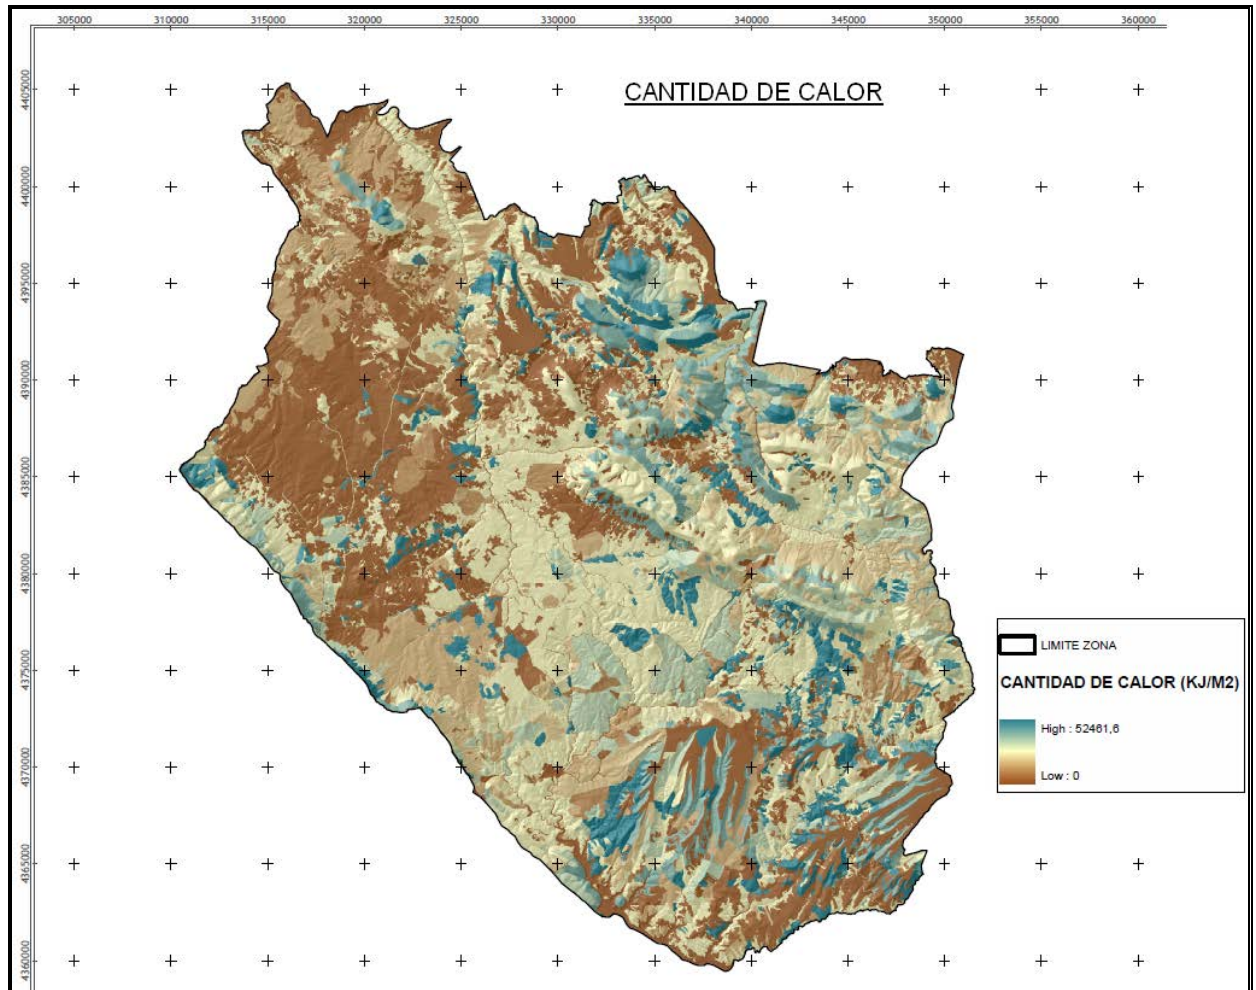 305000 310000 315000 320000 325000 330000 335000 340000 345000 350000 355000 360000
CANTIDAD DE CALOR
4405000
4400000
4395000
4390000
4385000
4380000
4375000
4370000
4365000
4360000
LIMITE ZONA
CANTIDAD DE CALOR (KJ/M2)
High : 52461,6
Low : 0